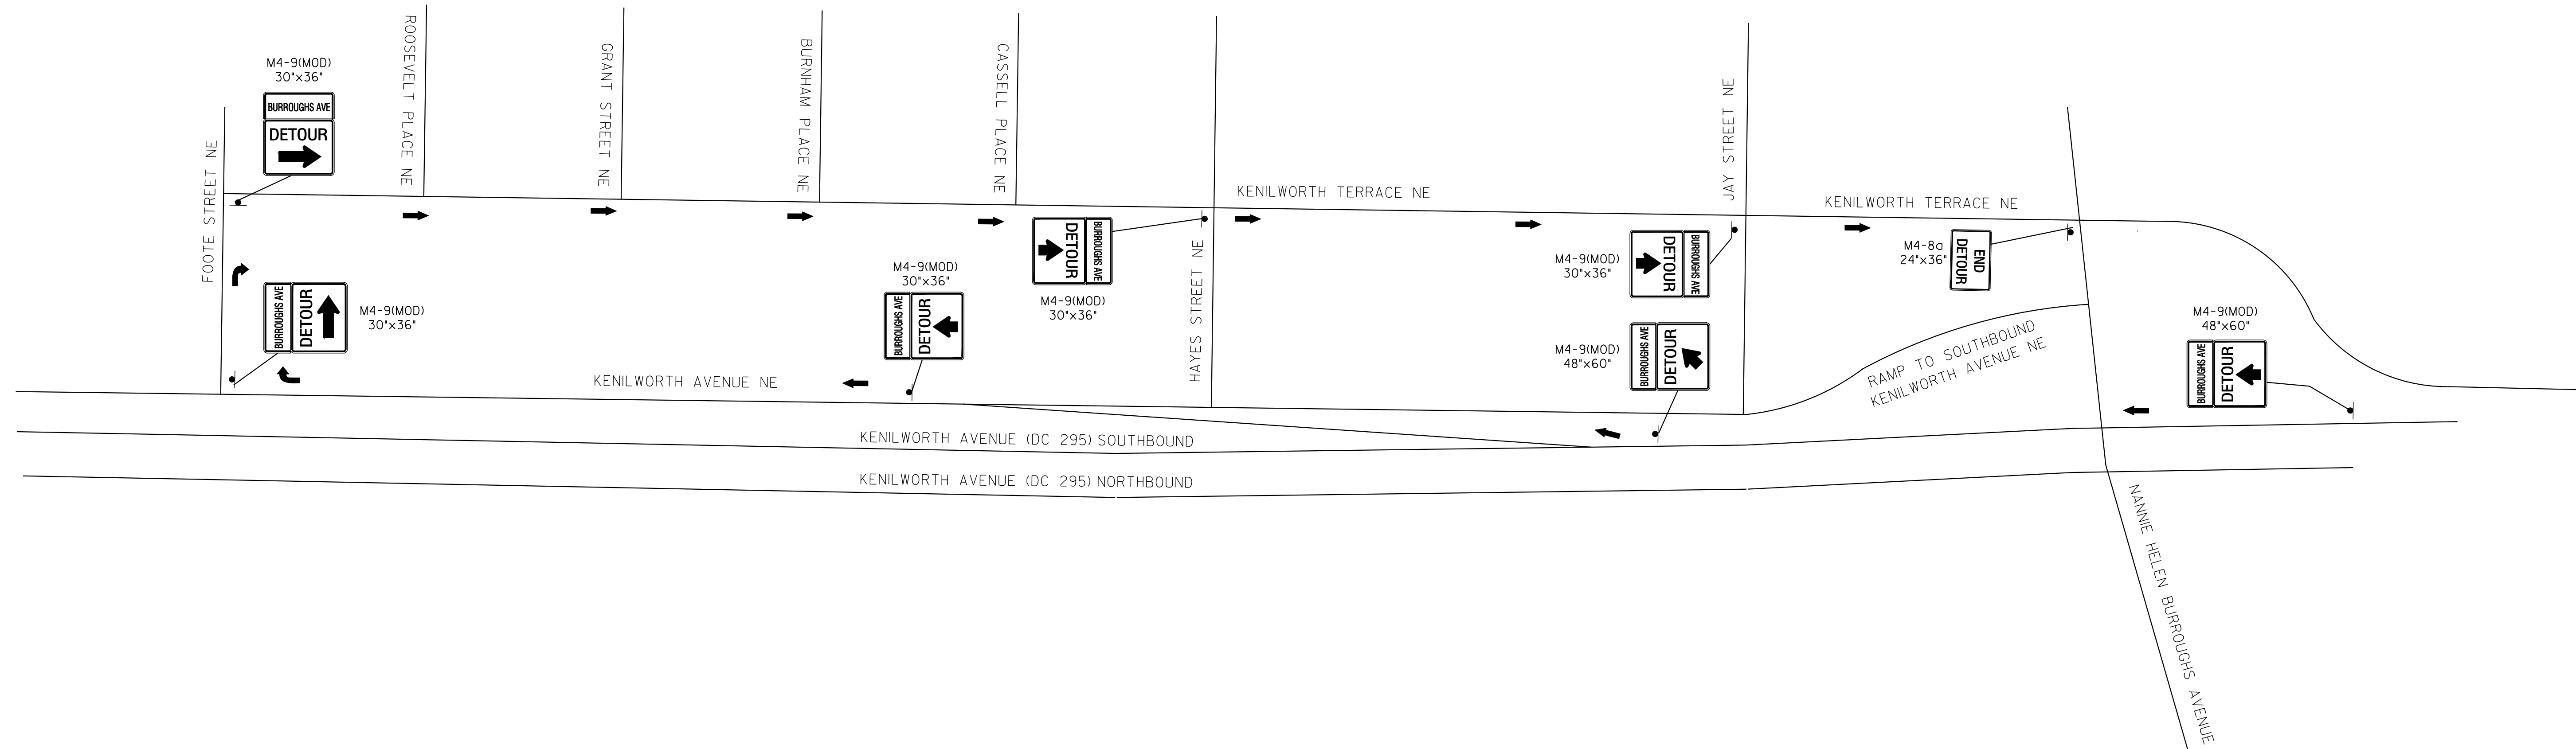 M4-9(MOD)
30"x36"
BURROUGHS AVE
DETOUR
FOOTE STREET NE
ROOSEVELT PLACE NE
GRANT STREET NE
BURNHAM PLACE NE
CASSELL PLACE NE
KENILWORTH TERRACE NE
JAY STREET NE
KENILWORTH TERRACE NE
BURROUGHS AVE
DETOUR
M4-9(MOD)
30"x36"
M4-9(MOD)
30"x36"
BURROUGHS AVE
DETOUR
DETOUR
BURROUGHS AVE
M4-9(MOD)
30"x36"
HAYES STREET NE
M4-9(MOD)
30"x36"
DETOUR
BURROUGHS AVE
M4-9(MOD)
48"x60"
BURROUGHS AVE
DETOUR
M4-8a
24"x36"
END
DETOUR
RAMP TO SOUTHBOUND
KENILWORTH AVENUE NE
M4-9(MOD)
48"x60"
BURROUGHS AVE
DETOUR
KENILWORTH AVENUE NE
KENILWORTH AVENUE (DC 295) SOUTHBOUND
KENILWORTH AVENUE (DC 295) NORTHBOUND
NANNIE HELEN BURROUGHS AVENUE